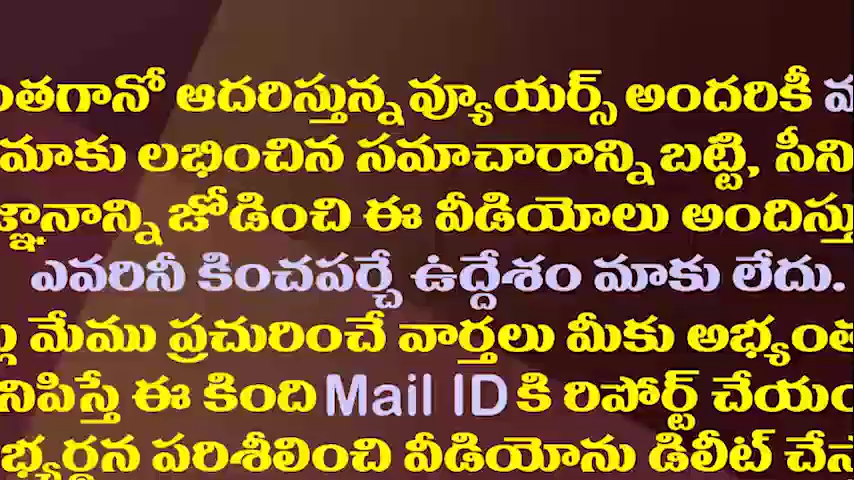 ంతగానో ఆదరిస్తున్న వ్యూయర్స్ అందరికీ
మాకు లభించిన సమాచారాన్ని బట్టి, సీని
జ్ఞానాన్ని జోడించి ఈ వీడియోలు అందిస్తు
ఎవరినీ కించపర్చే ఉద్దేశం మాకు లేదు.
మేము ప్రచురించే వార్తలు మీకు అభ్యంత
నిపిస్తే ఈ కింది Mail ID కి రిపోర్ట్ చేయం
భ్యర్థన పరిశీలించి వీడియోను డిలీట్ చేస